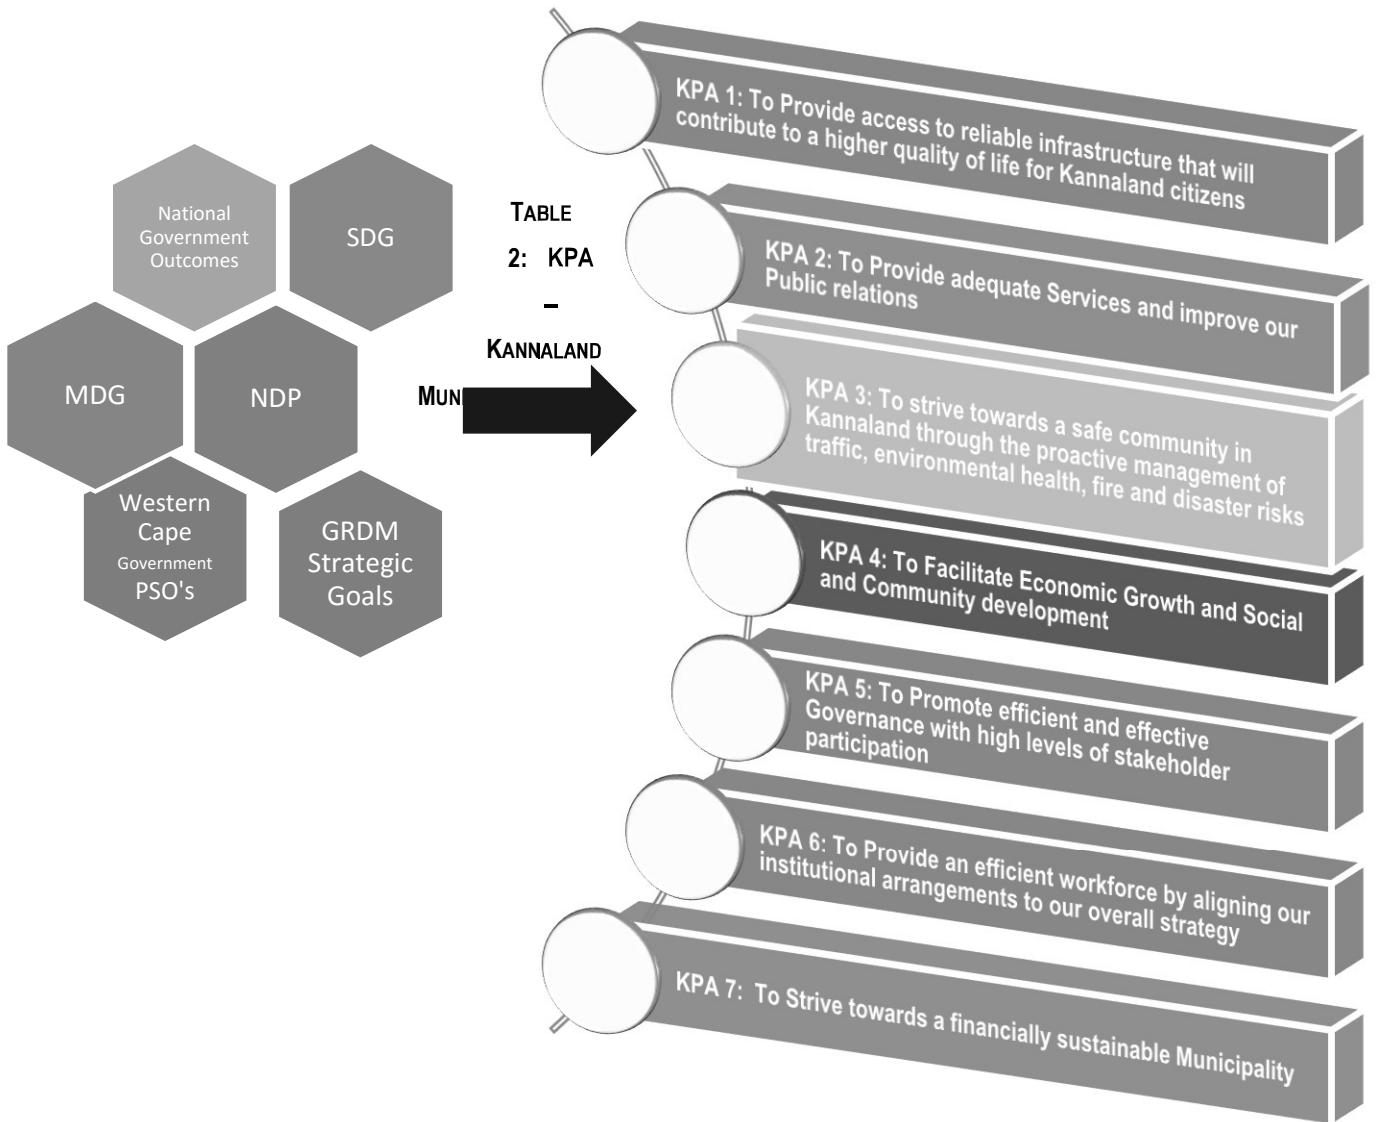 National
Government
Outcomes
SDG
MDG
NDP
Western
Cape
Government
PSO's
GRDM
Strategic
Goals
TABLE
2: KPA
–
KANNALAND
KPA 1: To Provide access to reliable infrastructure that will
contribute to a higher quality of life for Kannaland citizens
KPA 2: To Provide adequate Services and improve our
Public relations
KPA 3: To strive towards a safe community in
Kannaland through the proactive management of
traffic, environmental health, fire and disaster risks
KPA 4: To Facilitate Economic Growth and Social
and Community development
KPA 5: To Promote efficient and effective
Governance with high levels of stakeholder
participation
KPA 6: To Provide an efficient workforce by aligning our
institutional arrangements to our overall strategy
KPA 7: To Strive towards a financially sustainable Municipality